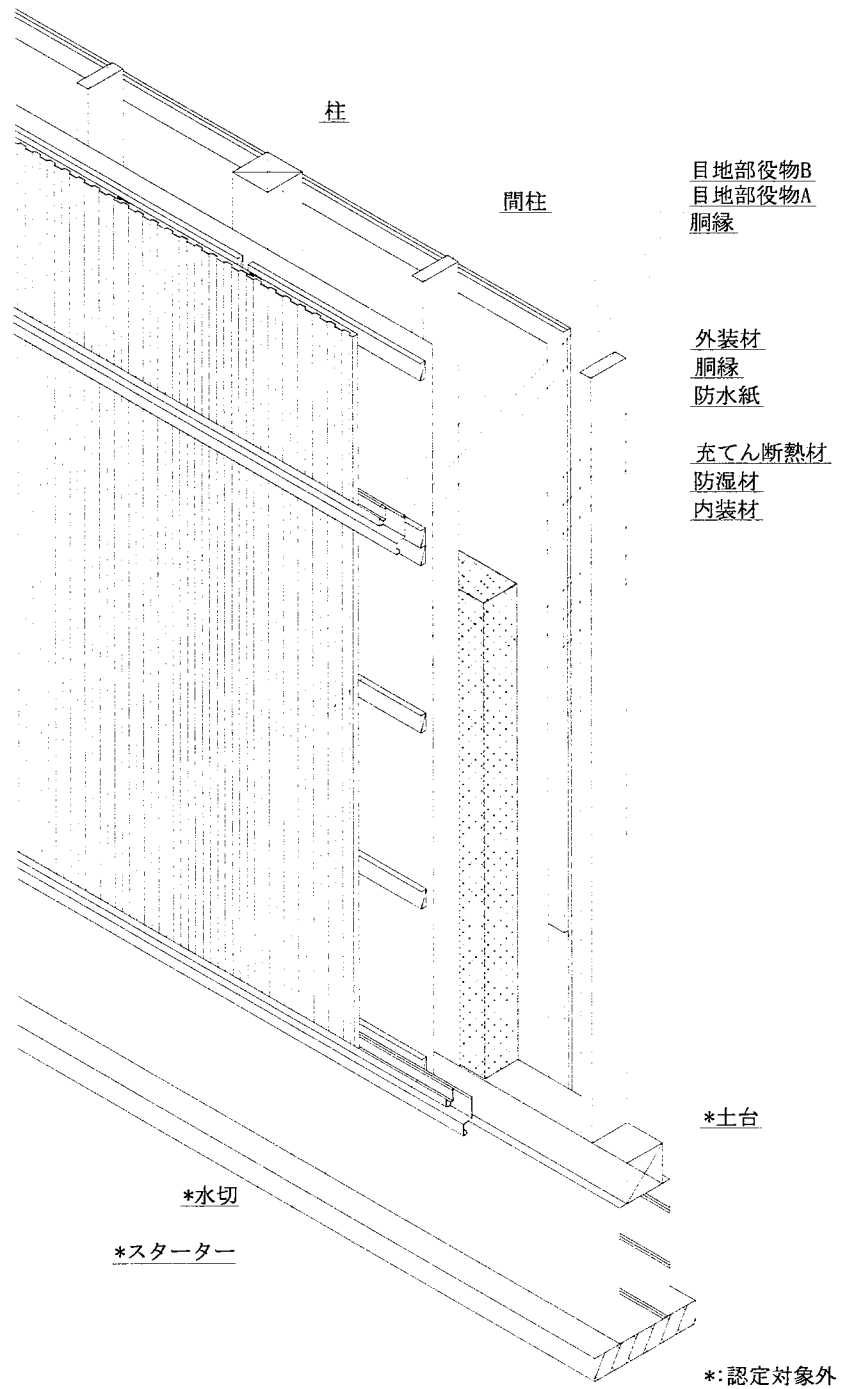 柱
間柱
目地部役物B
目地部役物A
胴縁
外装材
胴縁
防水紙
充てん断熱材
防湿材
内装材
*土台
*水切
*スターター
*:認定対象外